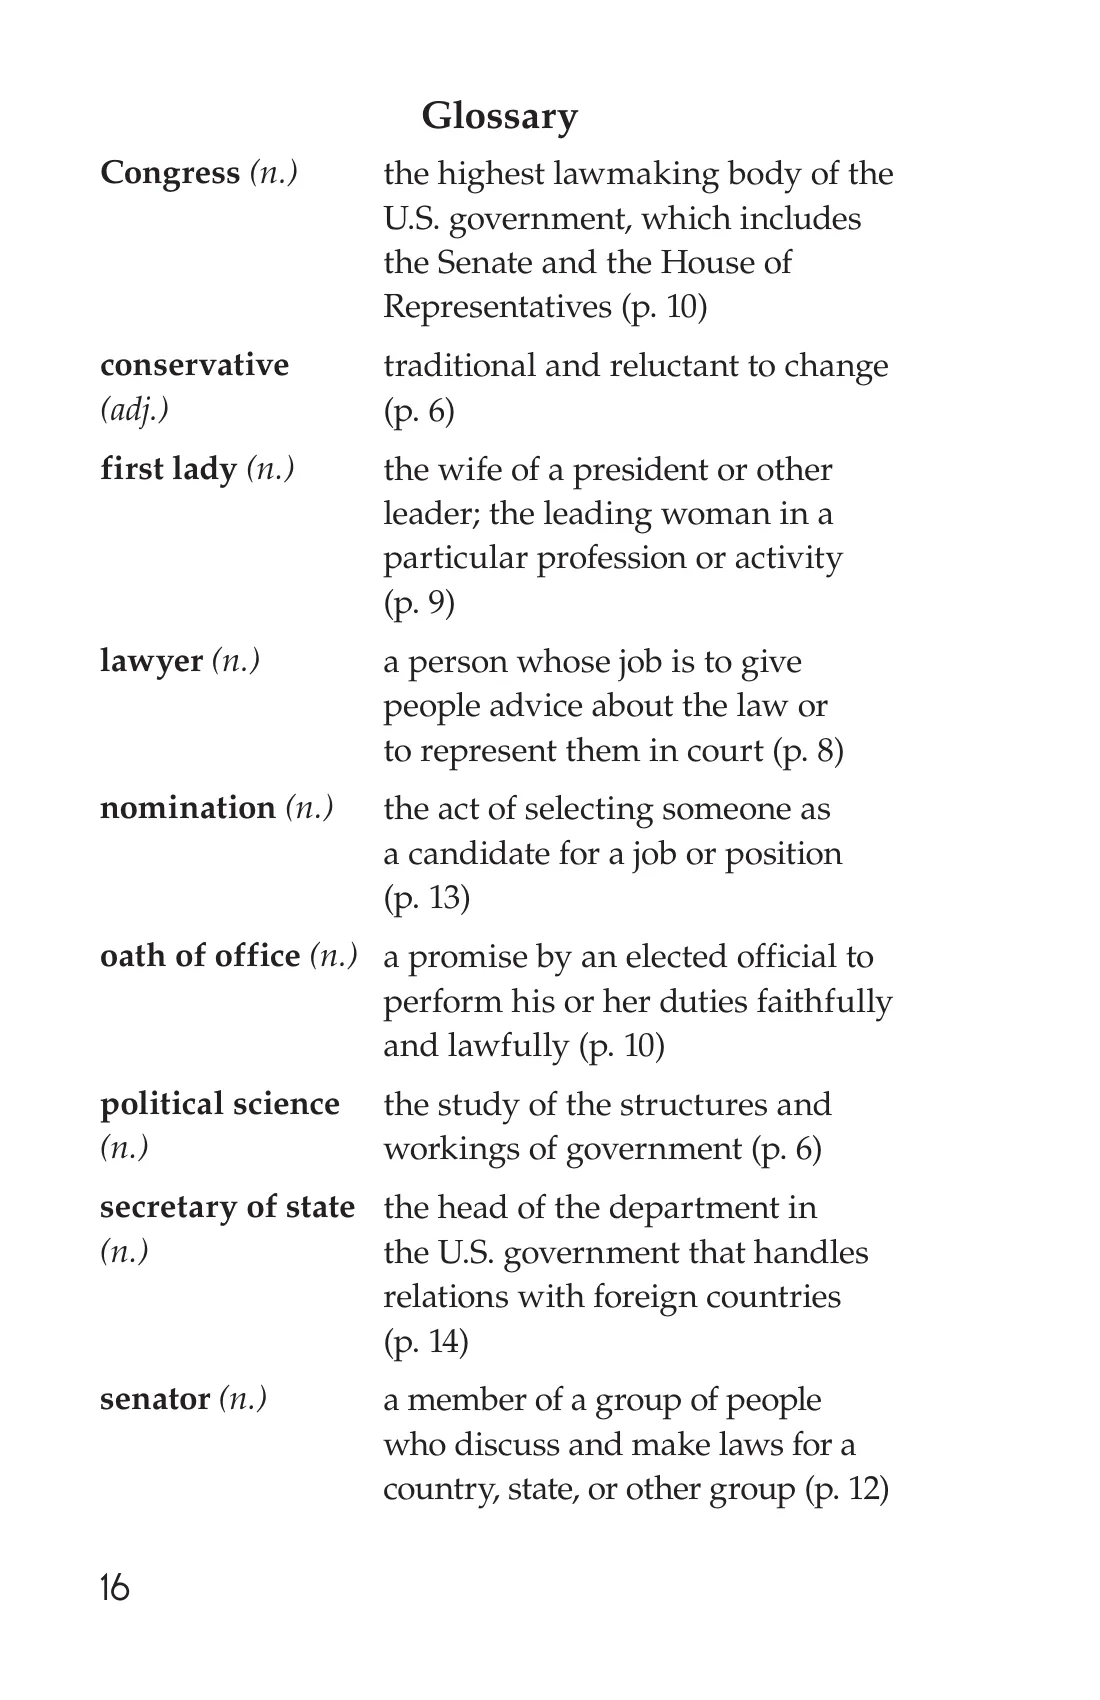 Glossary
Congress (n.) the highest lawmaking body of the
U.S. government, which includes
the Senate and the House of
Representatives (p. 10)
conservative traditional and reluctant to change
(adj.) (p. 6)
first lady (n.) the wife of a president or other
leader; the leading woman in a
particular profession or activity
(p. 9)
lawyer (n.) a person whose job is to give
people advice about the law or
to represent them in court (p. 8)
nomination (n.) the act of selecting someone as
a candidate for a job or position
(p. 13)
oath of office (n.) a promise by an elected official to
perform his or her duties faithfully
and lawfully (p. 10)
political science the study of the structures and
(n.) workings of government (p. 6)
secretary of state the head of the department in
(n.) the U.S. government that handles
relations with foreign countries
(p. 14)
senator (n.) a member of a group of people
who discuss and make laws for a
country, state, or other group (p. 12)
16